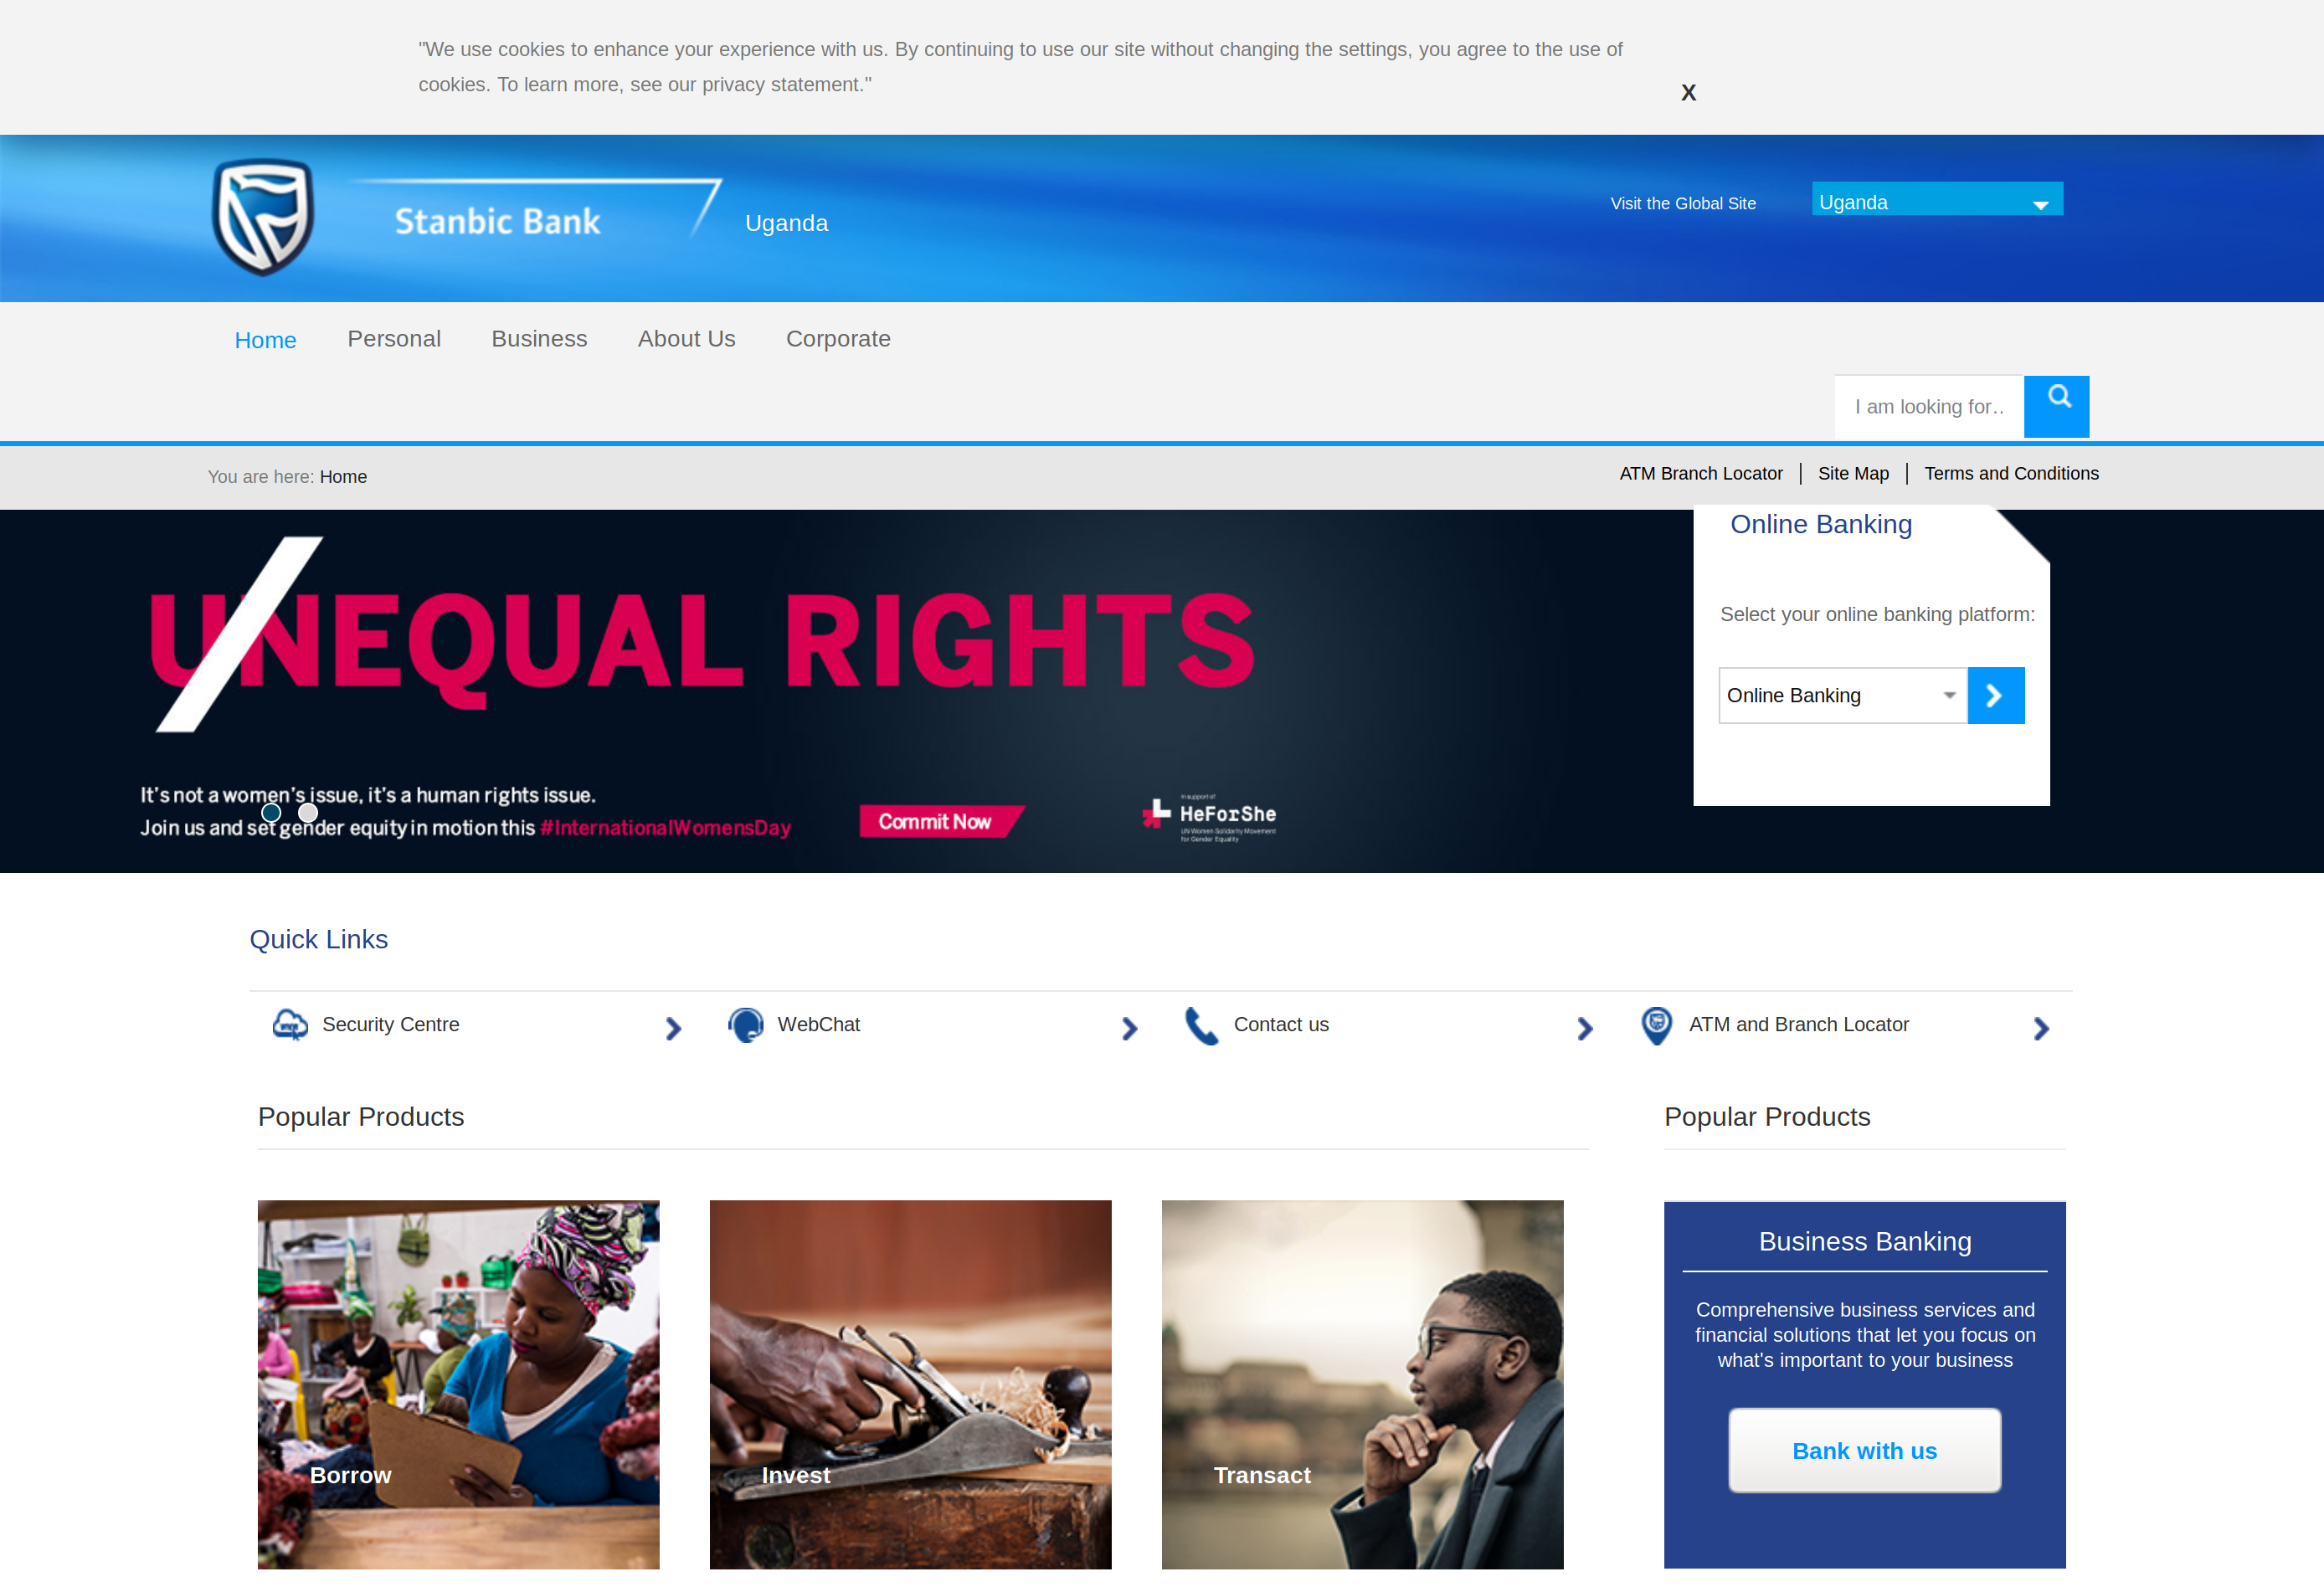 "We use cookies to enhance your experience with us. By continuing to use our site without changing the settings, you agree to the use of
cookies. To learn more, see our privacy statement."
X
Stanbic Bank
Uganda
Visit the Global Site
Uganda
Home
Personal
Business
About Us
Corporate
I am looking for..
You are here: Home
ATM Branch Locator
Site Map
Terms and Conditions
UNEQUAL RIGHTS
Online Banking
Select your online banking platform:
Online Banking
It's not a women's issue, it's a human rights issue.
Join us and set gender equity in motion this #InternationalWomensDay
Commit Now
in support of
HeForShe
UN Women Solidarity Movement
for Gender Equality
Quick Links
Security Centre
WebChat
Contact us
ATM and Branch Locator
Popular Products
Popular Products
Borrow
Invest
Transact
Business Banking
Comprehensive business services and
financial solutions that let you focus on
what's important to your business
Bank with us